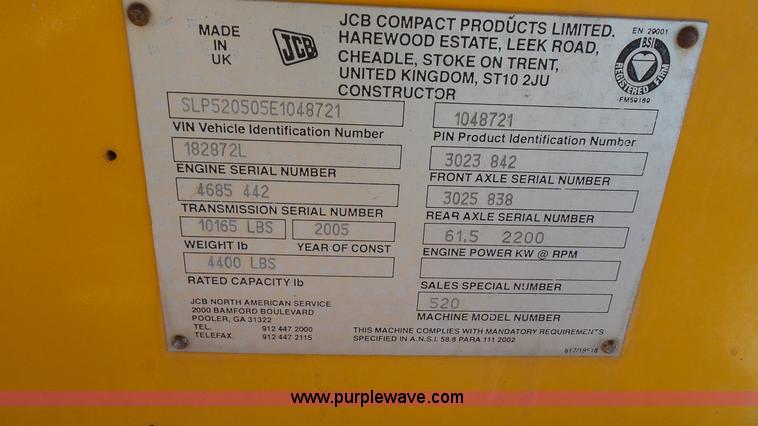 MADE
IN
UK
JCB
JCB COMPACT PRODUCTS LIMITED.
HAREWOOD ESTATE, LEEK ROAD,
CHEADLE, STOKE ON TRENT,
UNITED KINGDOM, ST10 2JU
CONSTRUCTOR
EN 29001
BSI
REGISTERED FIRM
FM59169
SLP520505E1048721
VIN Vehicle Identification Number
1048721
PIN Product Identification Number
182872L
ENGINE SERIAL NUMBER
3023 842
FRONT AXLE SERIAL NUMBER
4685 442
TRANSMISSION SERIAL NUMBER
3025 838
REAR AXLE SERIAL NUMBER
10165 LBS
WEIGHT lb
2005
YEAR OF CONST
61.5 2200
ENGINE POWER KW @ RPM
4400 LBS
RATED CAPACITY lb
SALES SPECIAL NUMBER
520
MACHINE MODEL NUMBER
JCB NORTH AMERICAN SERVICE
2000 BAMFORD BOULEVARD
POOLER, GA 31322
TEL. 912 447 2000
TELEFAX. 912 447 2115
THIS MACHINE COMPLIES WITH MANDATORY REQUIREMENTS
SPECIFIED IN A.N.S.I. 58.6 PARA 111 2002
817/19518
www.purplewave.com